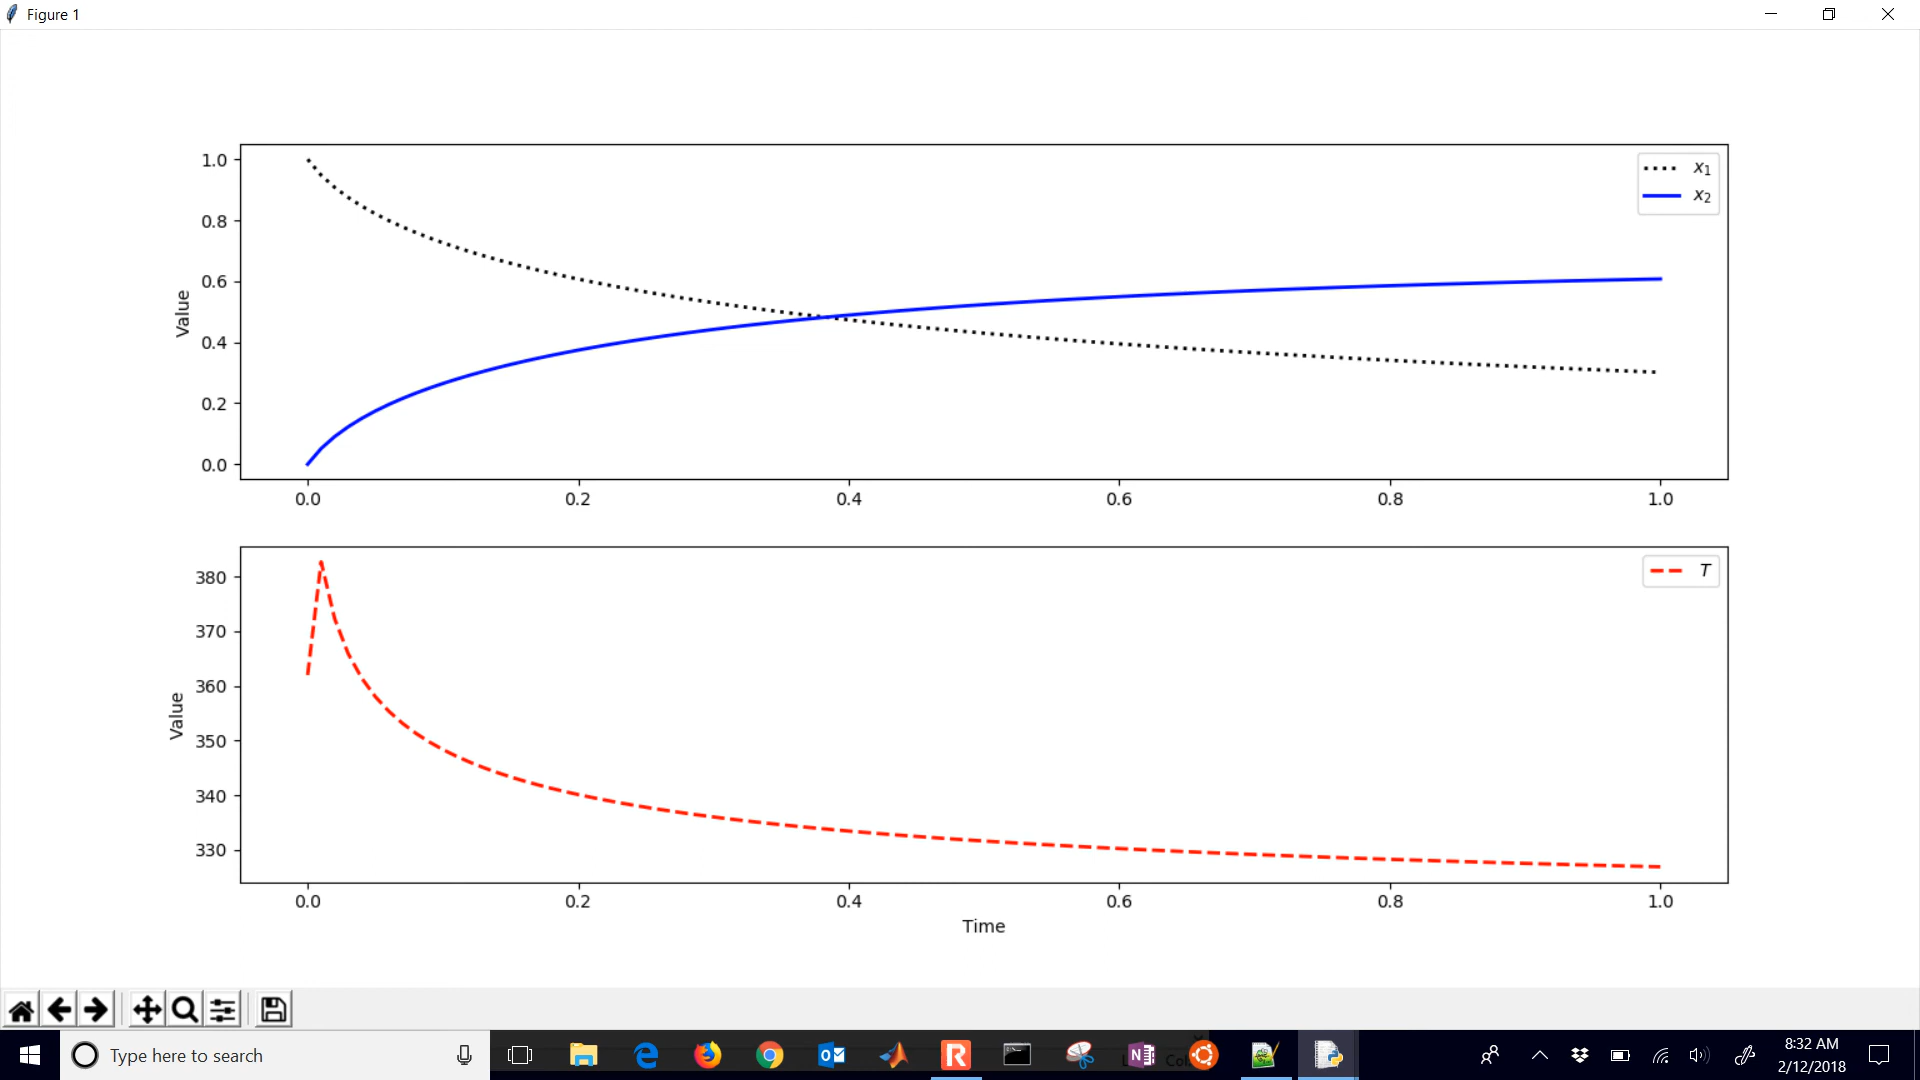 Figure 1
1.0
0.8
0.6
0.4
0.2
0.0
Value
x₁
x₂
0.0 0.2 0.4 0.6 0.8 1.0
380
370
360
350
340
330
Value
T
0.0 0.2 0.4 0.6 0.8 1.0
Time
Type here to search
8:32 AM
2/12/2018